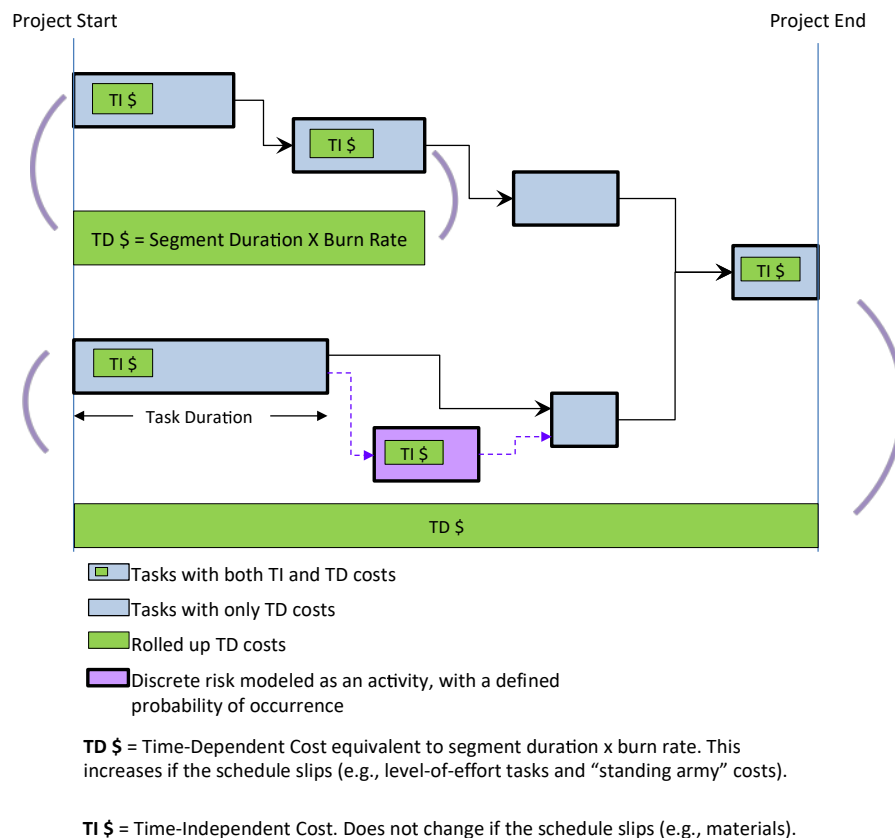 Project Start
Project End
TI $
TI $
TD $ = Segment Duration X Burn Rate
TI $
TI $
Task Duration
TI $
TD $
Tasks with both TI and TD costs
Tasks with only TD costs
Rolled up TD costs
Discrete risk modeled as an activity, with a defined
probability of occurrence
TD $ = Time-Dependent Cost equivalent to segment duration x burn rate. This
increases if the schedule slips (e.g., level-of-effort tasks and “standing army” costs).
TI $ = Time-Independent Cost. Does not change if the schedule slips (e.g., materials).